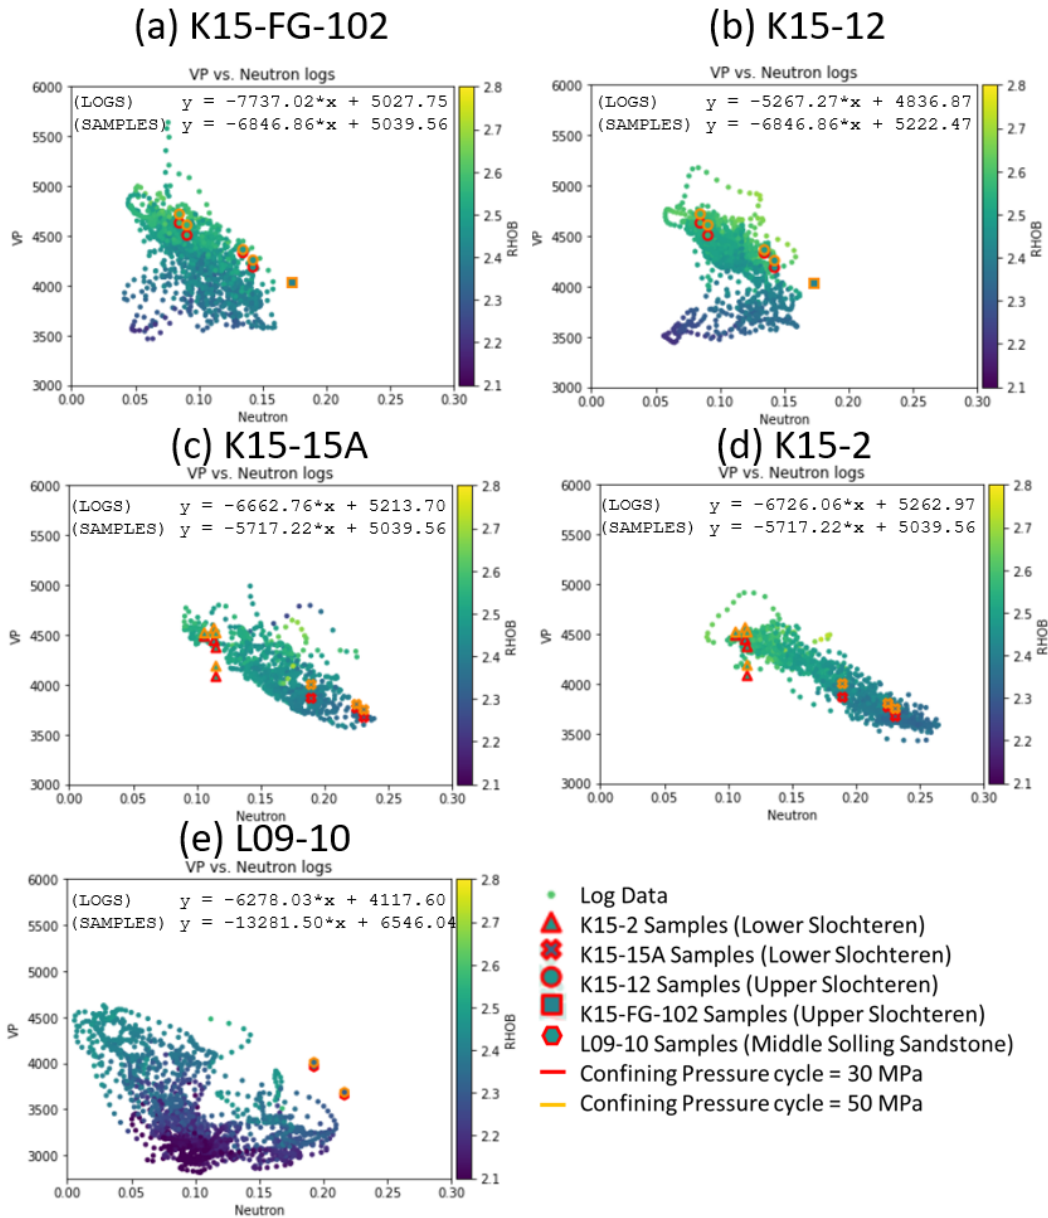 (a) K15-FG-102
VP vs. Neutron logs
(LOGS) y = -7737.02*x + 5027.75
(SAMPLES) y = -6846.86*x + 5039.56
6000
5500
5000
4500
4000
3500
3000
VP
0.00 0.05 0.10 0.15 0.20 0.25 0.30
Neutron
2.8
2.7
2.6
2.5
2.4
2.3
2.2
2.1
RHOB
(b) K15-12
VP vs. Neutron logs
(LOGS) y = -5267.27*x + 4836.87
(SAMPLES) y = -6846.86*x + 5222.47
6000
5500
5000
4500
4000
3500
3000
VP
0.00 0.05 0.10 0.15 0.20 0.25 0.30
Neutron
2.8
2.7
2.6
2.5
2.4
2.3
2.2
2.1
RHOB
(c) K15-15A
VP vs. Neutron logs
(LOGS) y = -6662.76*x + 5213.70
(SAMPLES) y = -5717.22*x + 5039.56
6000
5500
5000
4500
4000
3500
3000
VP
0.00 0.05 0.10 0.15 0.20 0.25 0.30
Neutron
2.8
2.7
2.6
2.5
2.4
2.3
2.2
2.1
RHOB
(d) K15-2
VP vs. Neutron logs
(LOGS) y = -6726.06*x + 5262.97
(SAMPLES) y = -5717.22*x + 5039.56
6000
5500
5000
4500
4000
3500
3000
VP
0.00 0.05 0.10 0.15 0.20 0.25 0.30
Neutron
2.8
2.7
2.6
2.5
2.4
2.3
2.2
2.1
RHOB
(e) L09-10
VP vs. Neutron logs
(LOGS) y = -6278.03*x + 4117.60
(SAMPLES) y = -13281.50*x + 6546.04
6000
5500
5000
4500
4000
3500
3000
VP
0.00 0.05 0.10 0.15 0.20 0.25 0.30
Neutron
2.8
2.7
2.6
2.5
2.4
2.3
2.2
2.1
RHOB
Log Data
K15-2 Samples (Lower Slochteren)
K15-15A Samples (Lower Slochteren)
K15-12 Samples (Upper Slochteren)
K15-FG-102 Samples (Upper Slochteren)
L09-10 Samples (Middle Solling Sandstone)
Confining Pressure cycle = 30 MPa
Confining Pressure cycle = 50 MPa